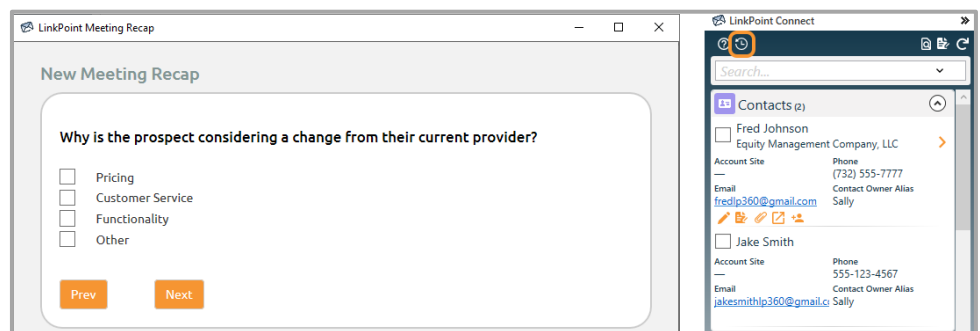 LinkPoint Meeting Recap
New Meeting Recap
Why is the prospect considering a change from their current provider?
Pricing
Customer Service
Functionality
Other
Prev
Next
LinkPoint Connect
Search...
Contacts (2)
Fred Johnson
Equity Management Company, LLC
Account Site Phone
— (732) 555-7777
Email Contact Owner Alias
fredlp360@gmail.com Sally
Jake Smith
Account Site Phone
— 555-123-4567
Email Contact Owner Alias
jakesmithlp360@gmail.c Sally